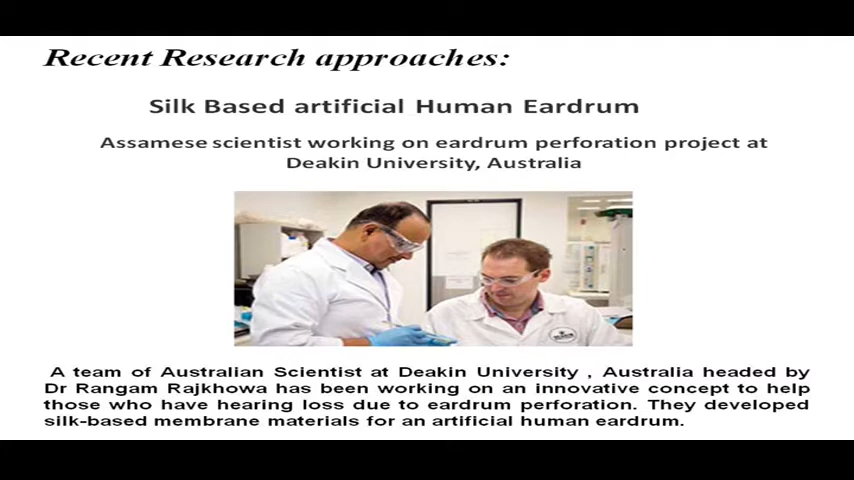 Recent Research approaches:
Silk Based artificial Human Eardrum
Assamese scientist working on eardrum perforation project at
Deakin University, Australia
A team of Australian Scientist at Deakin University , Australia headed by
Dr Rangam Rajkhowa has been working on an innovative concept to help
those who have hearing loss due to eardrum perforation. They developed
silk-based membrane materials for an artificial human eardrum.